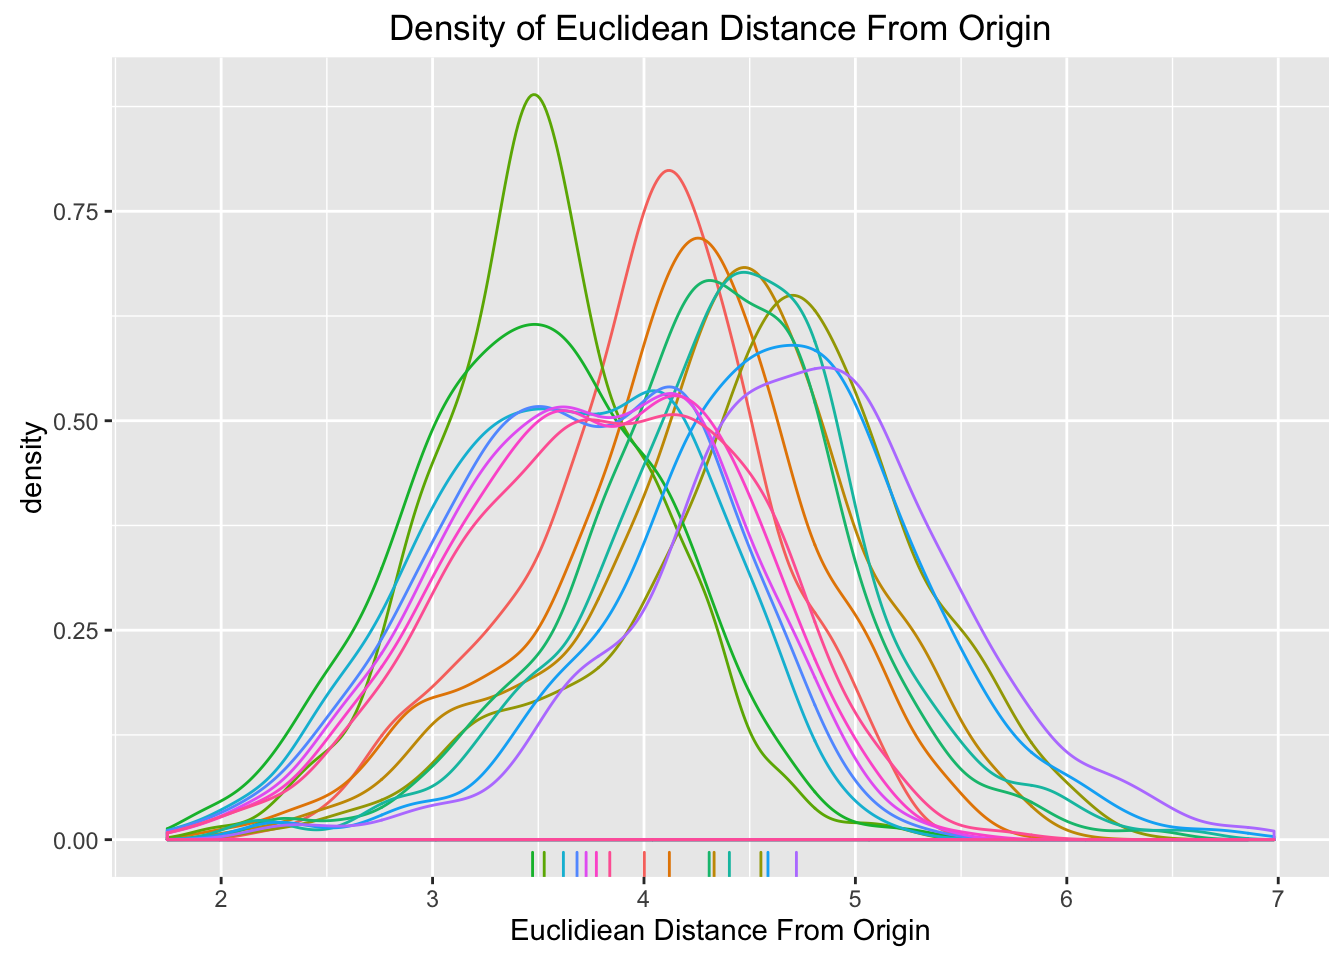 Density of Euclidean Distance From Origin
density
0.75
0.50
0.25
0.00
2 3 4 5 6 7
Euclidiean Distance From Origin